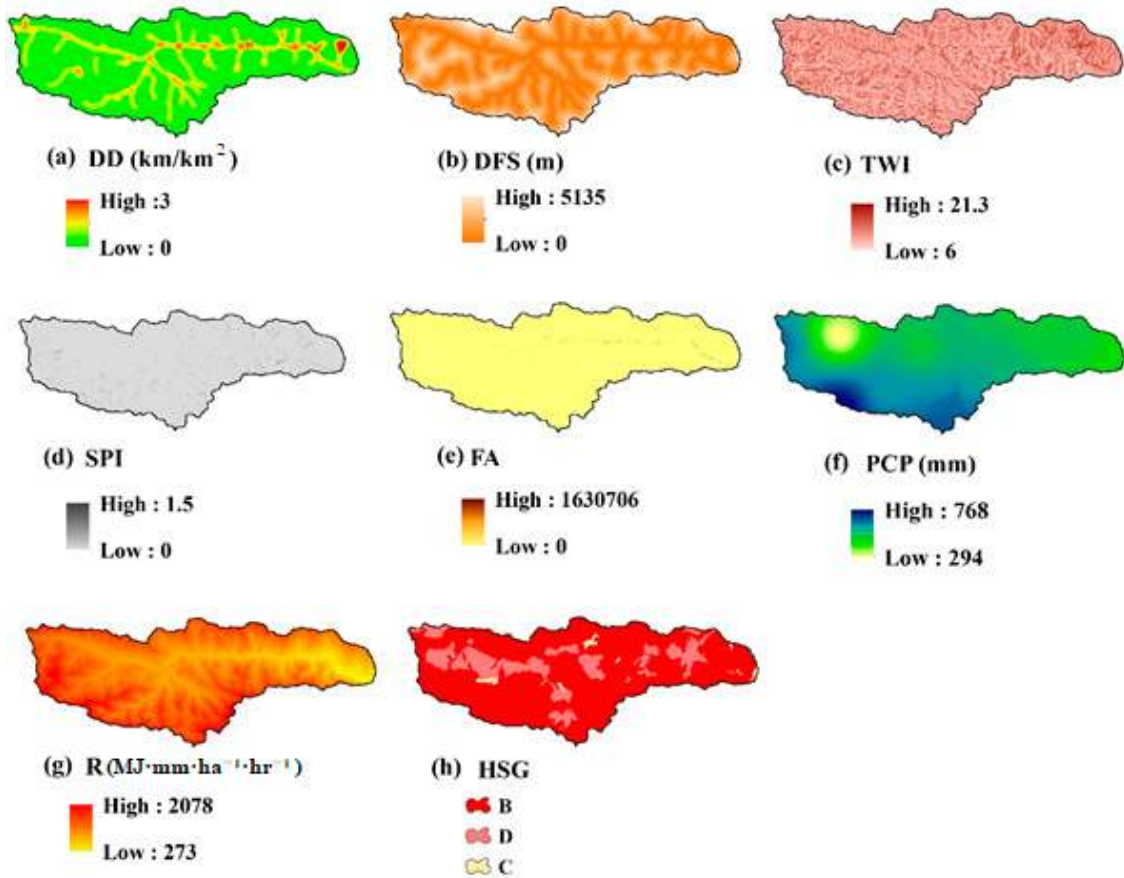 (a) DD (km/km²)
High :3
Low : 0
(b) DFS (m)
High : 5135
Low : 0
(c) TWI
High : 21.3
Low : 6
(d) SPI
High : 1.5
Low : 0
(e) FA
High : 1630706
Low : 0
(f) PCP (mm)
High : 768
Low : 294
(g) R(MJ·mm·ha⁻¹·hr⁻¹)
High : 2078
Low : 273
(h) HSG
B
D
C